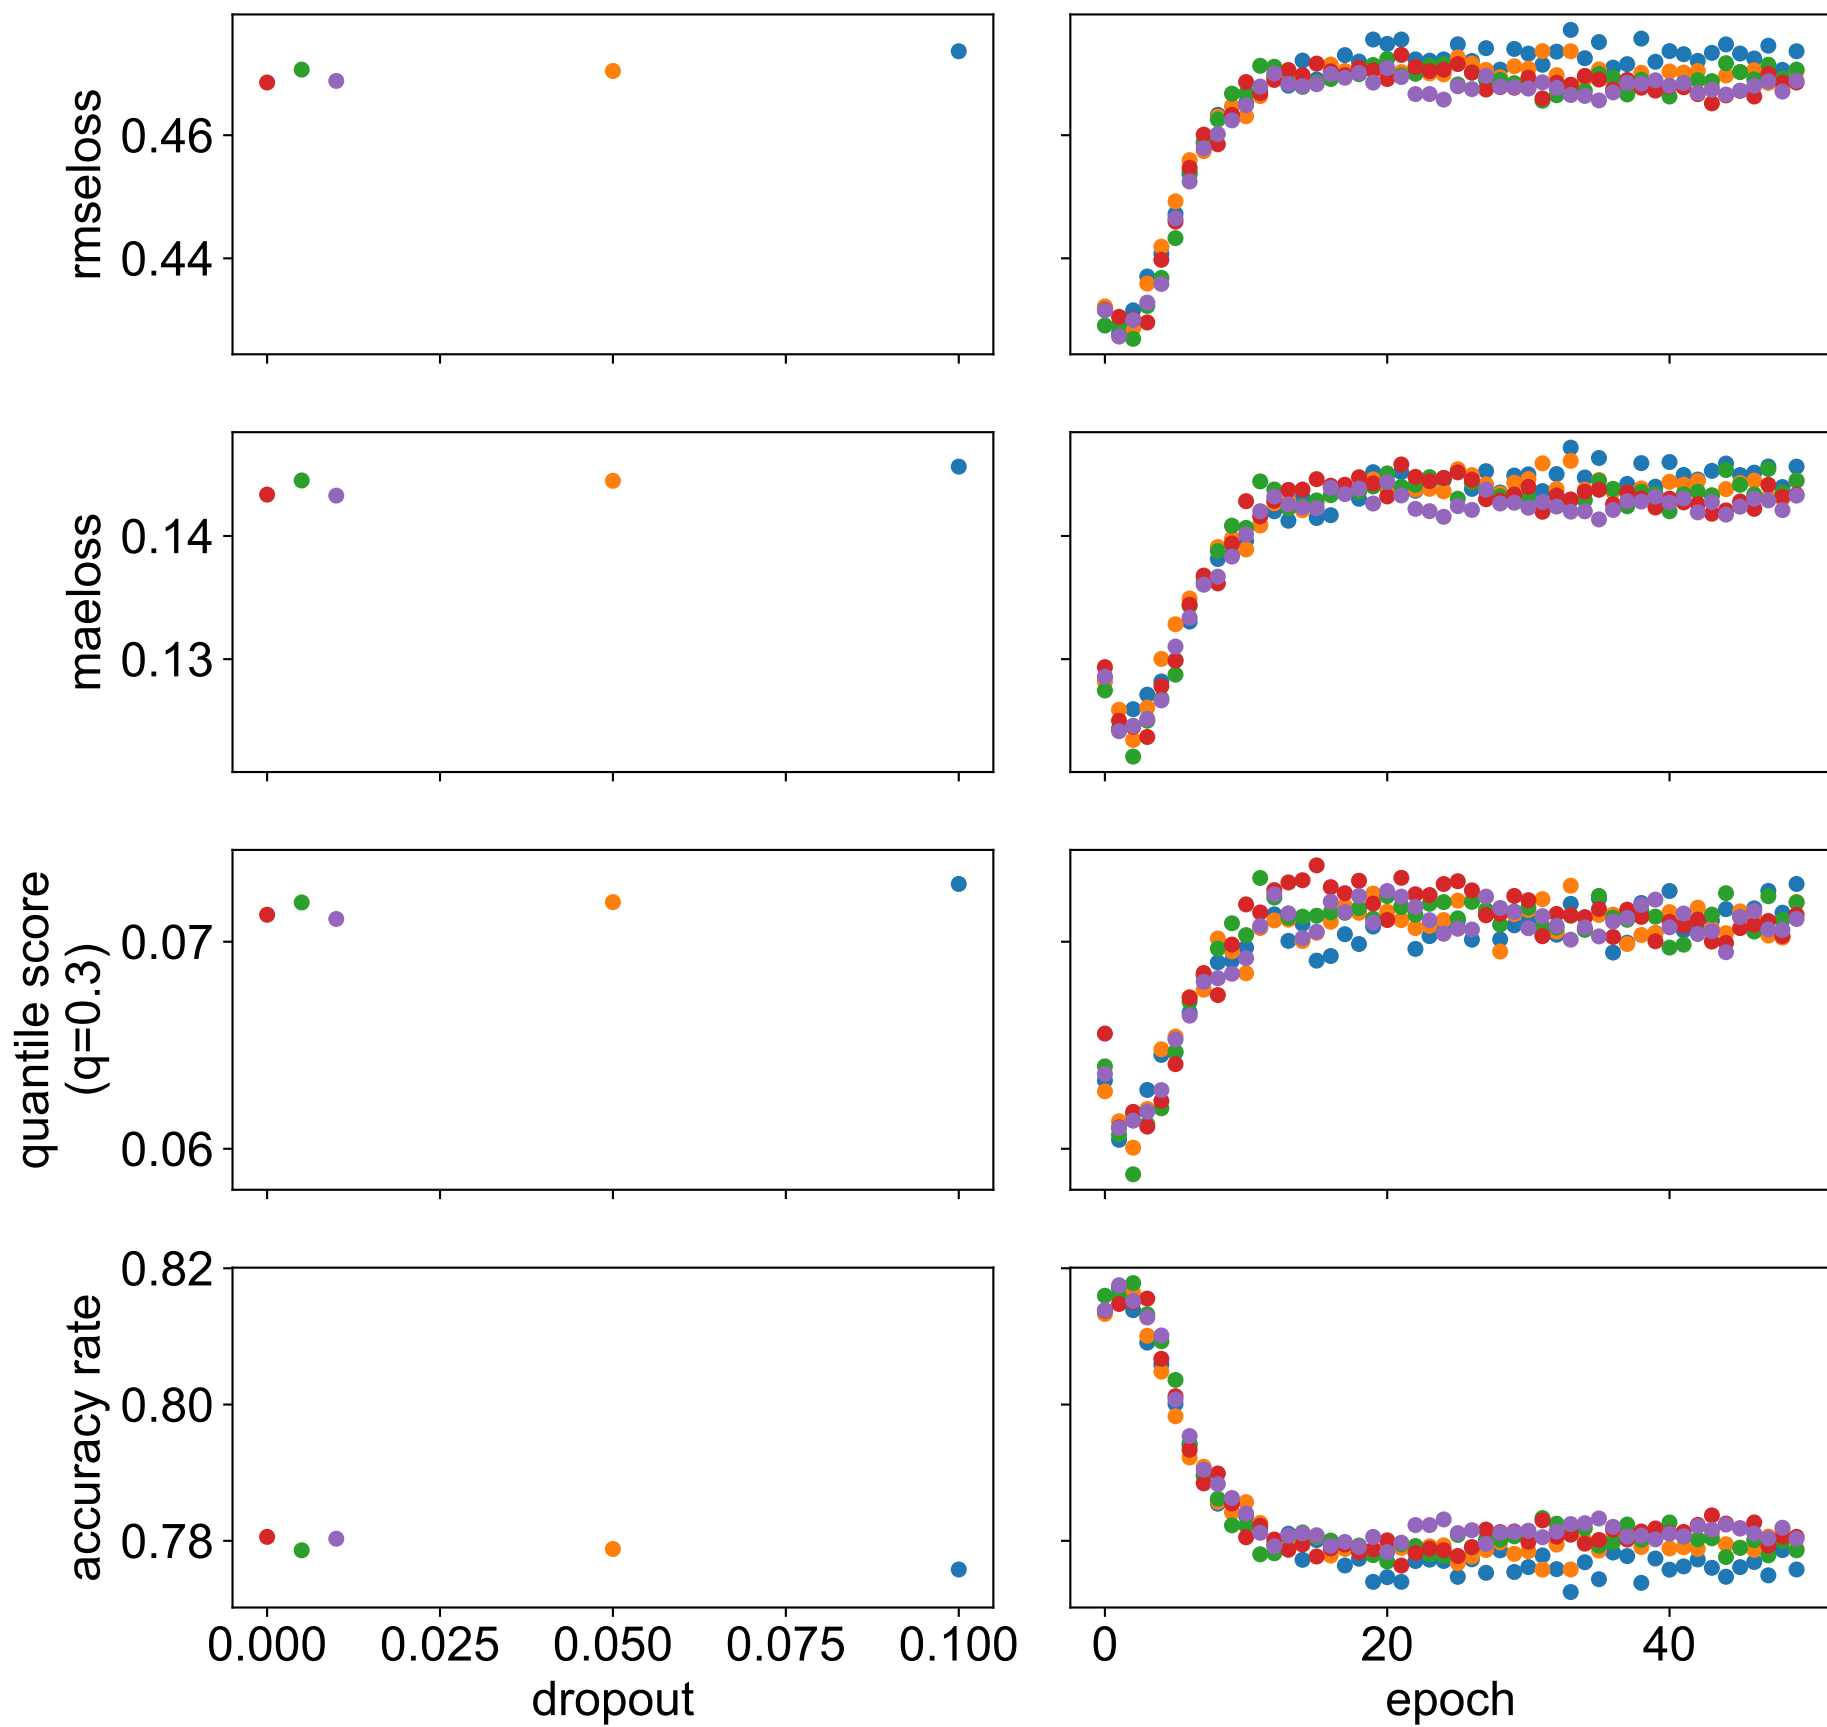 rmseloss
0.46
0.44
maeloss
0.14
0.13
quantile score
(q=0.3)
0.07
0.06
accuracy rate
0.82
0.80
0.78
0.000 0.025 0.050 0.075 0.100
dropout
0 20 40
epoch